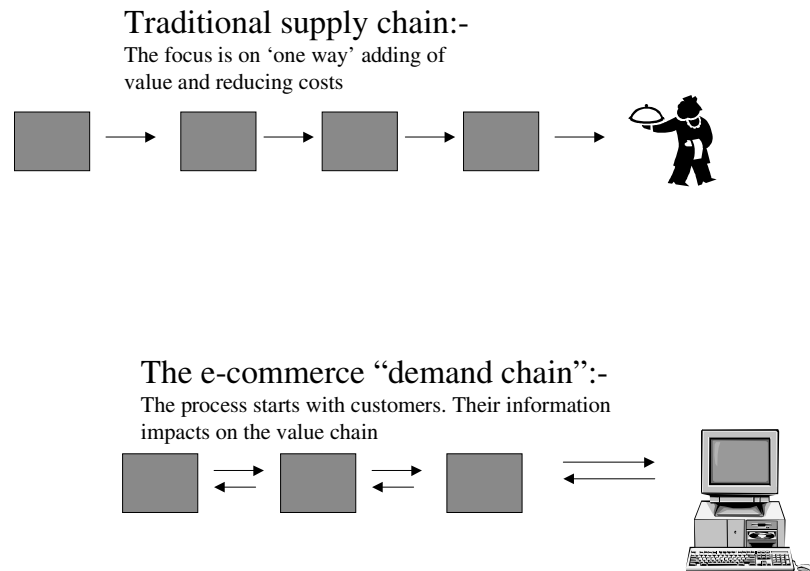 Traditional supply chain:-
The focus is on ‘one way’ adding of
value and reducing costs
The e-commerce “demand chain”:-
The process starts with customers. Their information
impacts on the value chain